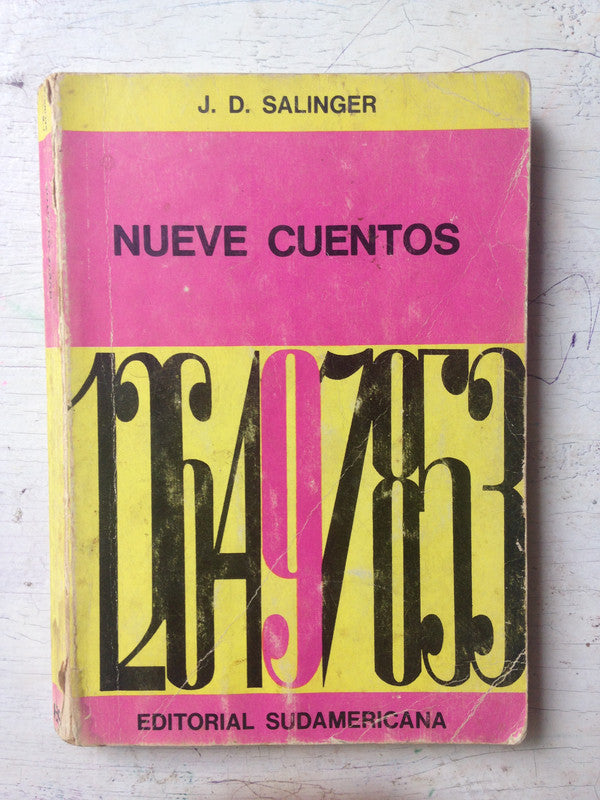 J. D. SALINGER
NUEVE CUENTOS
126497853
EDITORIAL SUDAMERICANA